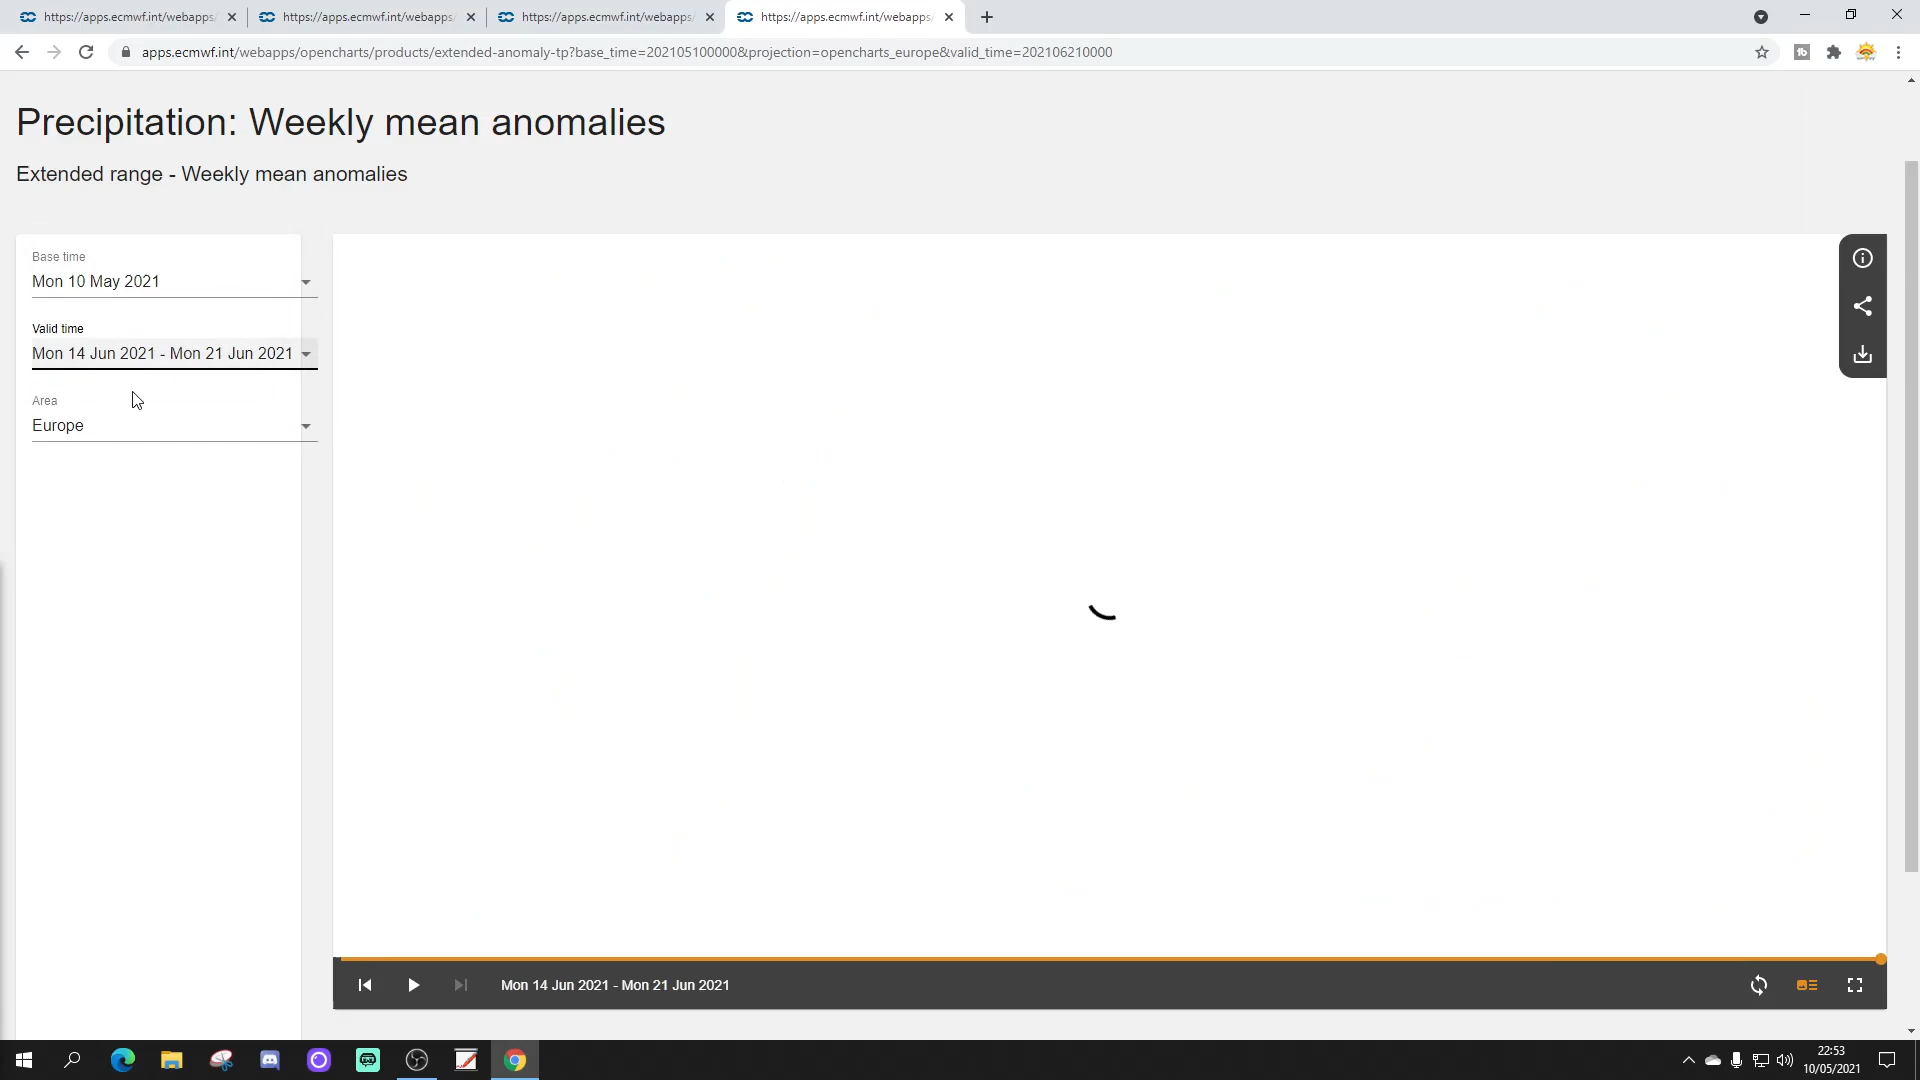 https://apps.ecmwf.int/webapps/
https://apps.ecmwf.int/webapps/
https://apps.ecmwf.int/webapps/
https://apps.ecmwf.int/webapps/
apps.ecmwf.int/webapps/opencharts/products/extended-anomaly-tp?base_time=202105100000&projection=opencharts_europe&valid_time=202106210000
Precipitation: Weekly mean anomalies
Extended range - Weekly mean anomalies
Base time
Mon 10 May 2021
Valid time
Mon 14 Jun 2021 - Mon 21 Jun 2021
Area
Europe
Mon 14 Jun 2021 - Mon 21 Jun 2021
22:53
10/05/2021